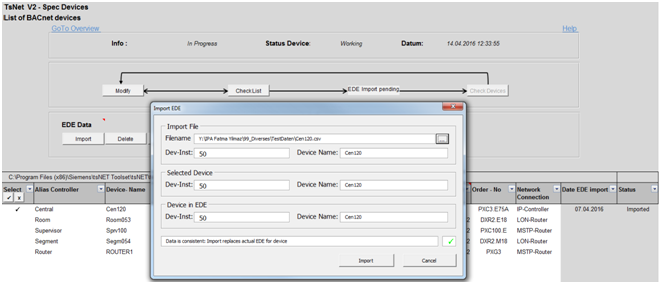 TsNet V2 - Spec Devices
List of BACnet devices
GoTo Overview
Help
Info :
In Progress
Status Device:
Working
Datum:
14.04.2016 12:33:55
Modify
Check List
EDE Import pending
Check Devices
EDE Data
Import
Delete
Import EDE
Import File
Filename
Y:\IPA Fatma Yilmaz\99_Diverses\TestDaten\Cen120.csv
...
Dev-Inst:
50
Device Name:
Cen120
Selected Device
Dev-Inst:
50
Device Name:
Cen120
Device in EDE
Dev-Inst:
50
Device Name:
Cen120
Data is consistent: Import replaces actual EDE for device
Import
Cancel
C:\Program Files (x86)\Siemens\tsNET Toolset\tsNET\
Select Alias Controller Device- Name Order - No Network Connection Date EDE import Status
✓ x
✓ Central Cen120 PXC3.E75A IP-Controller 07.04.2016 Imported
Room Room053 2 DXR2.E18 LON-Router
Supervisor Sprv100 2 PXC100.E MSTP-Router
Segment Segm054 2 DXR2.M18 LON-Router
Router ROUTER1 2 PXG3 MSTP-Router